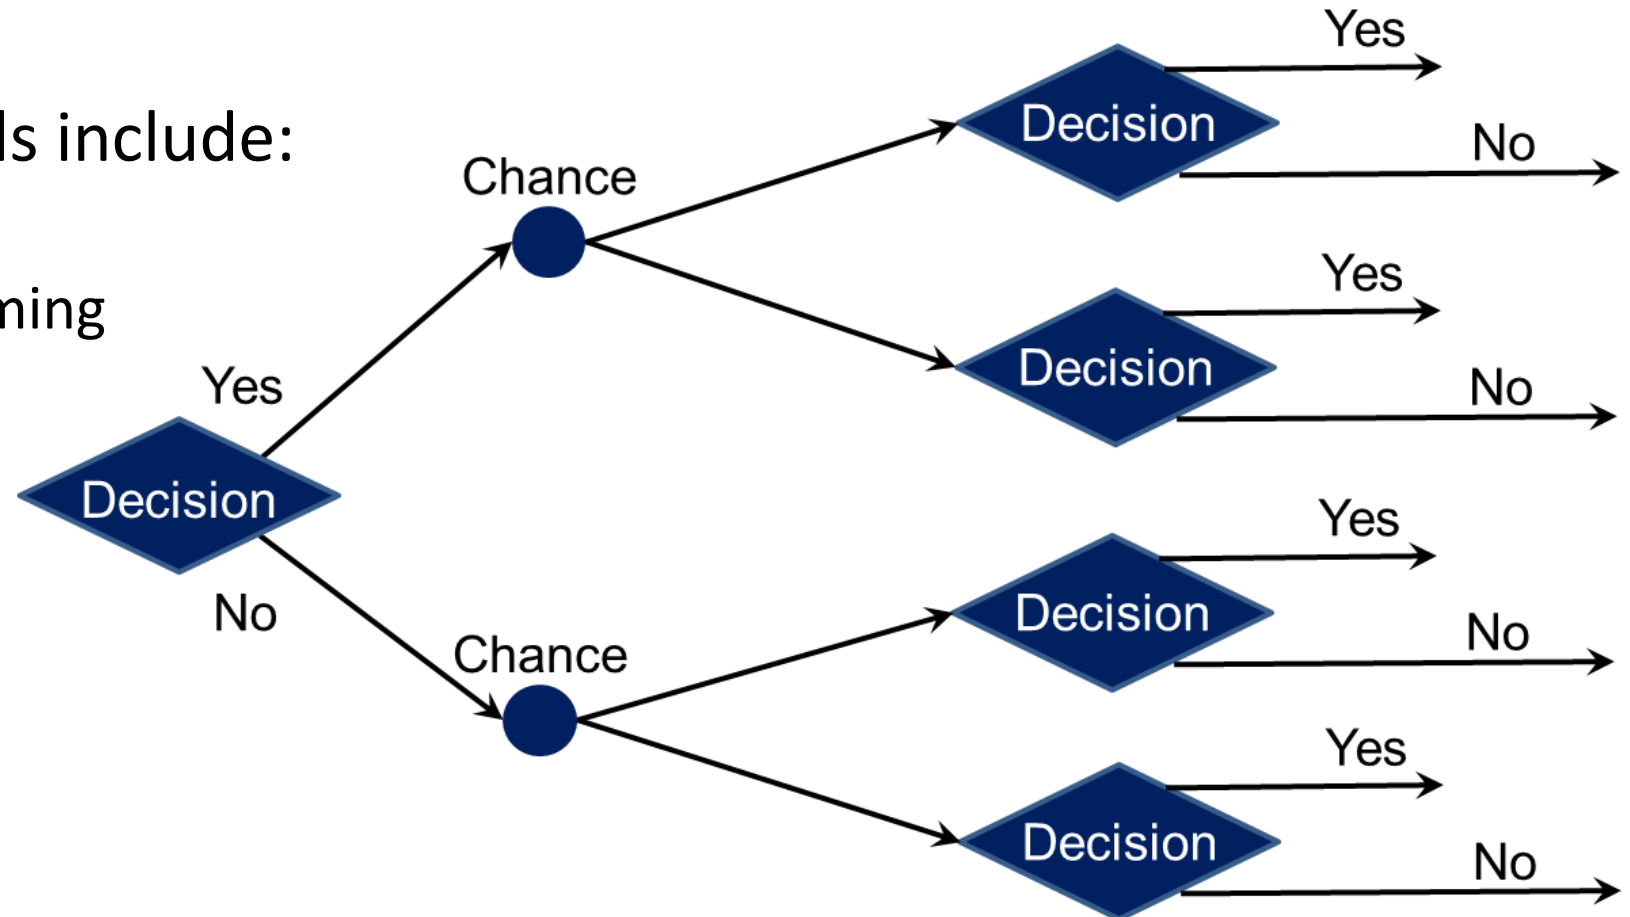 Yes
Decision
No
ls include:
Chance
Decision
Yes
No
ming
Decision
Yes
No
Yes
Decision
No
Decision
Yes
No
Chance
Decision
Yes
No